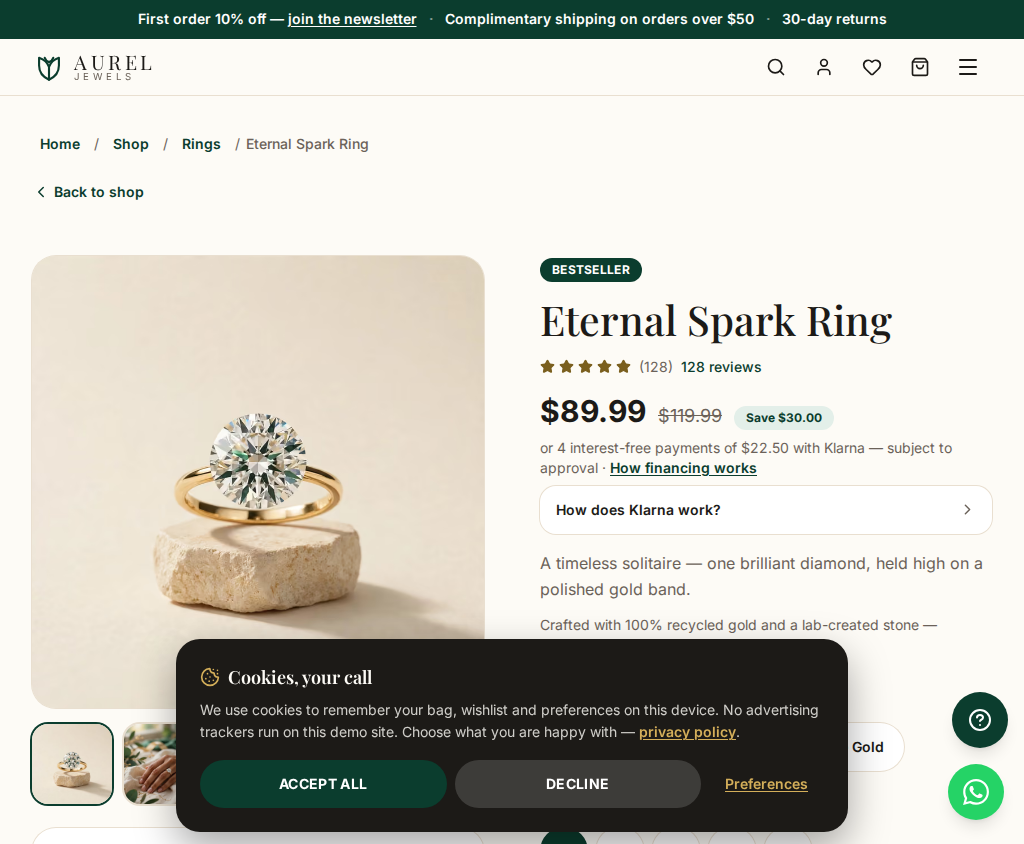 First order 10% off — join the newsletter · Complimentary shipping on orders over $50 · 30-day returns
AUREL
JEWELS
Home / Shop / Rings / Eternal Spark Ring
Back to shop
BESTSELLER
Eternal Spark Ring
(128) 128 reviews
$89.99 $119.99 Save $30.00
or 4 interest-free payments of $22.50 with Klarna — subject to
approval · How financing works
How does Klarna work?
A timeless solitaire — one brilliant diamond, held high on a
polished gold band.
Crafted with 100% recycled gold and a lab-created stone —
Cookies, your call
We use cookies to remember your bag, wishlist and preferences on this device. No advertising
trackers run on this demo site. Choose what you are happy with — privacy policy.
ACCEPT ALL
DECLINE
Preferences
Gold